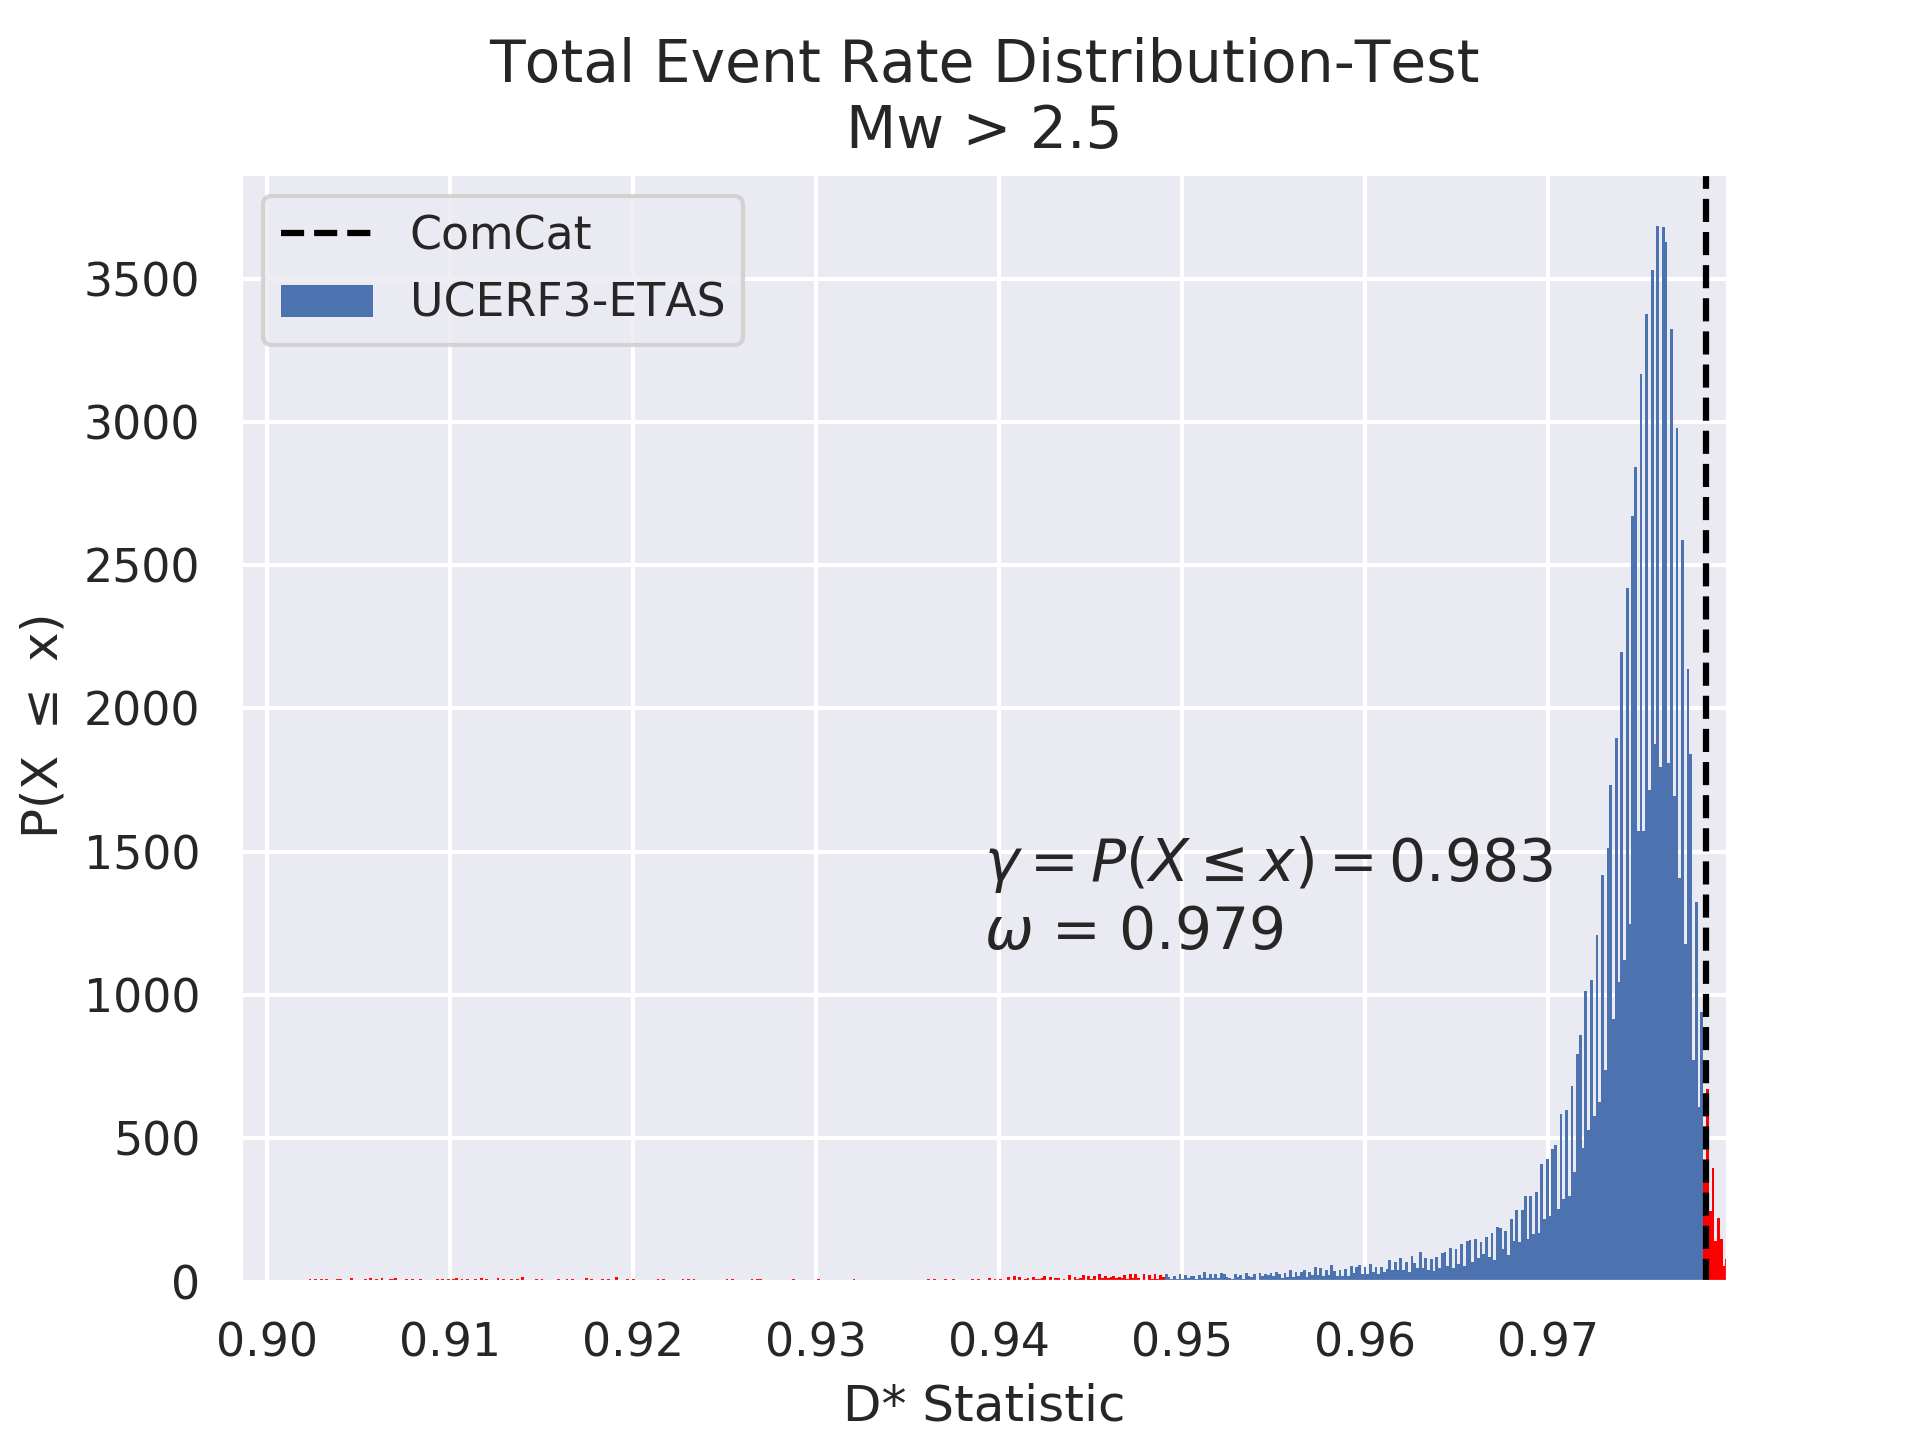 Total Event Rate Distribution-Test
Mw > 2.5
ComCat
UCERF3-ETAS
P(X ≤ x)
3500
3000
2500
2000
1500
1000
500
0
γ = P(X ≤ x) = 0.983
ω = 0.979
0.90 0.91 0.92 0.93 0.94 0.95 0.96 0.97
D* Statistic